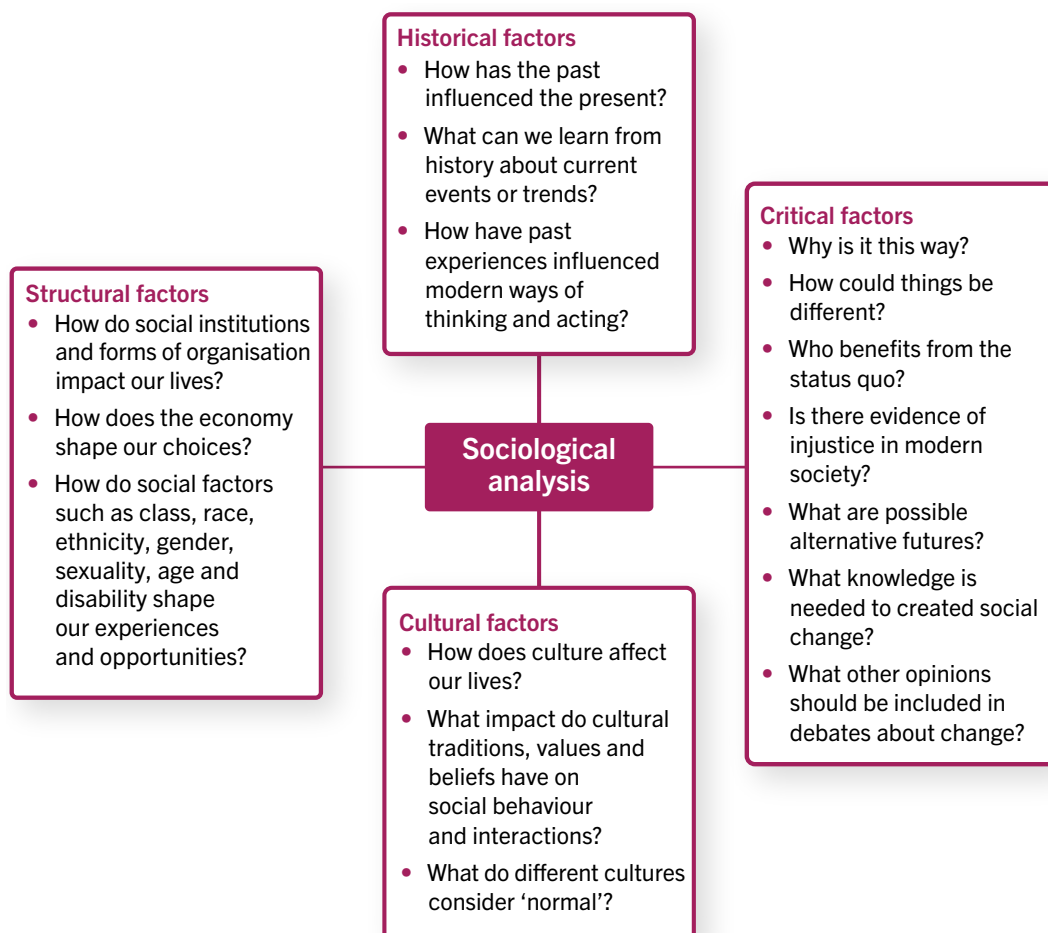 Historical factors
• How has the past
influenced the present?
• What can we learn from
history about current
events or trends?
• How have past
experiences influenced
modern ways of
thinking and acting?
Structural factors
• How do social institutions
and forms of organisation
impact our lives?
• How does the economy
shape our choices?
• How do social factors
such as class, race,
ethnicity, gender,
sexuality, age and
disability shape
our experiences
and opportunities?
Sociological
analysis
Critical factors
• Why is it this way?
• How could things be
different?
• Who benefits from the
status quo?
• Is there evidence of
injustice in modern
society?
• What are possible
alternative futures?
• What knowledge is
needed to created social
change?
• What other opinions
should be included in
debates about change?
Cultural factors
• How does culture affect
our lives?
• What impact do cultural
traditions, values and
beliefs have on
social behaviour
and interactions?
• What do different cultures
consider ‘normal’?